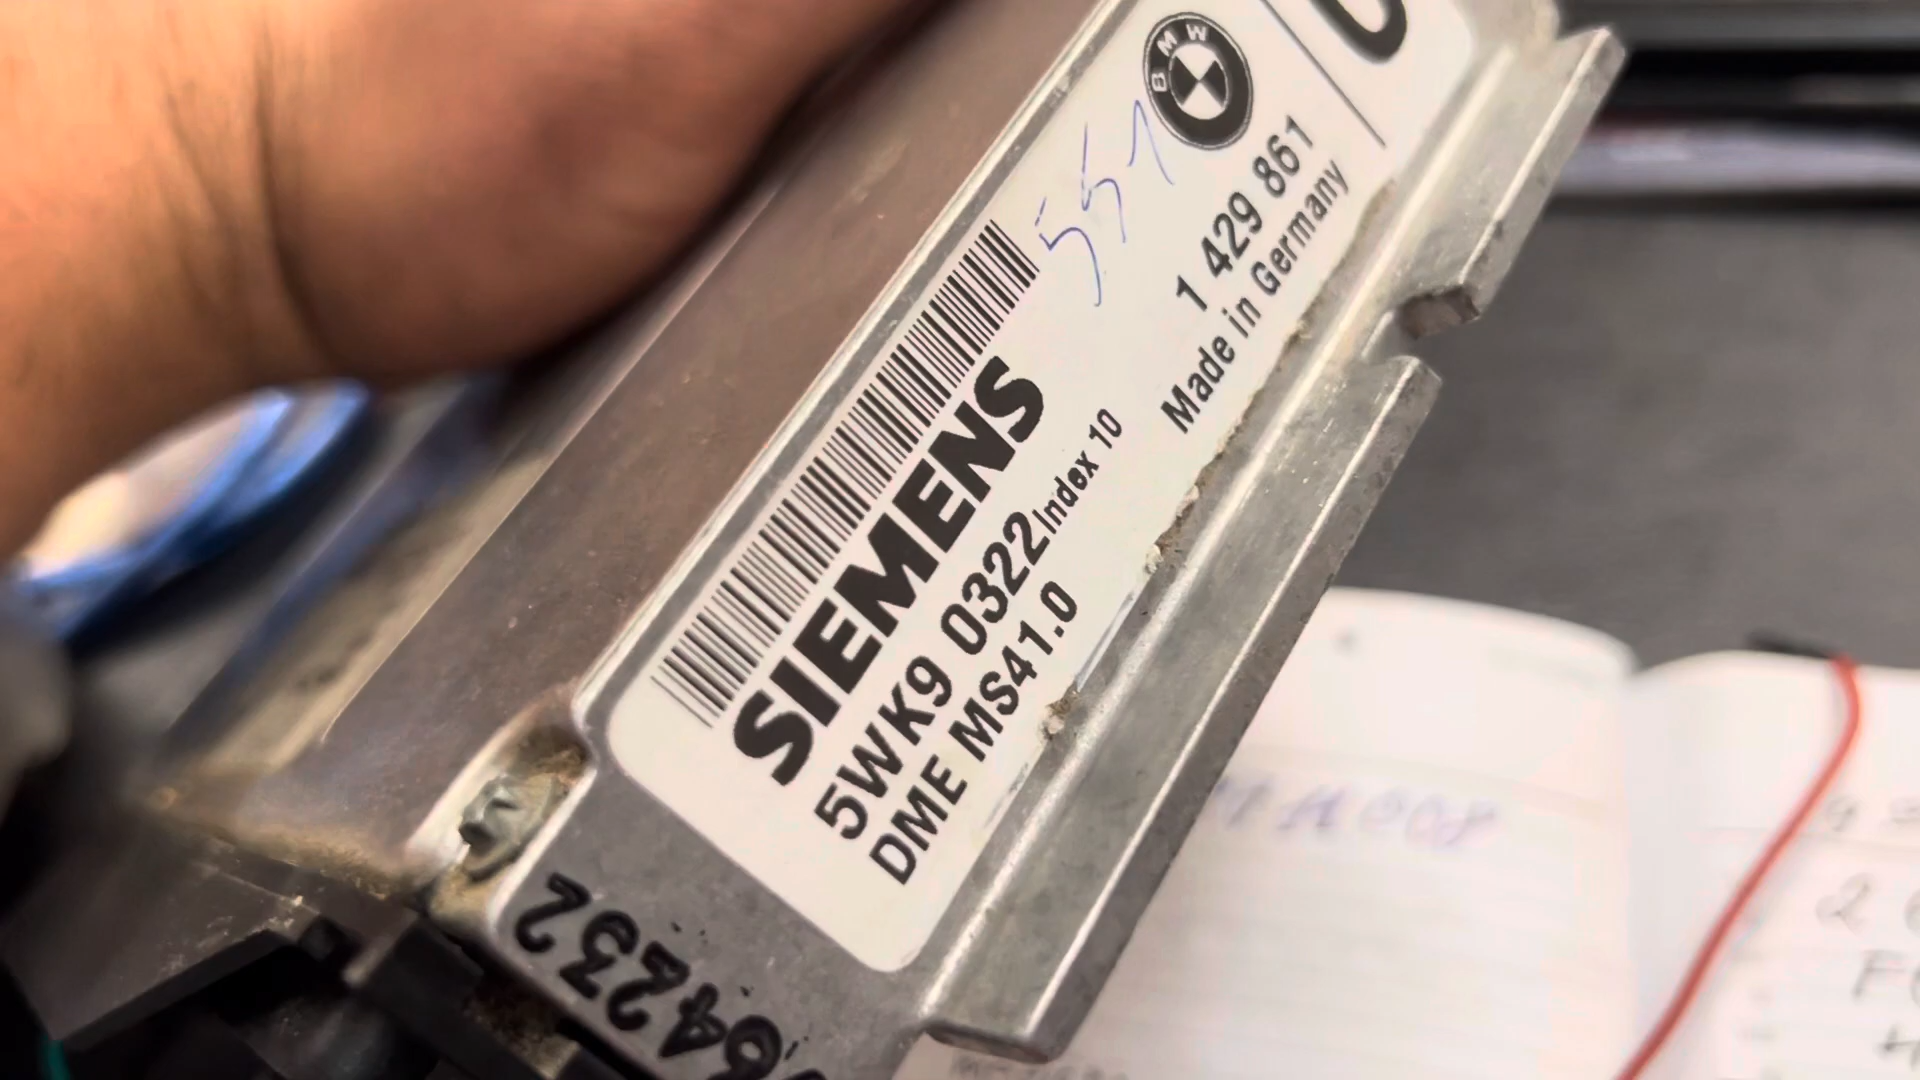 BMW
551
1 429 861
Made in Germany
SIEMENS
5WK9 0322 Index 10
DME MS41.0
64232